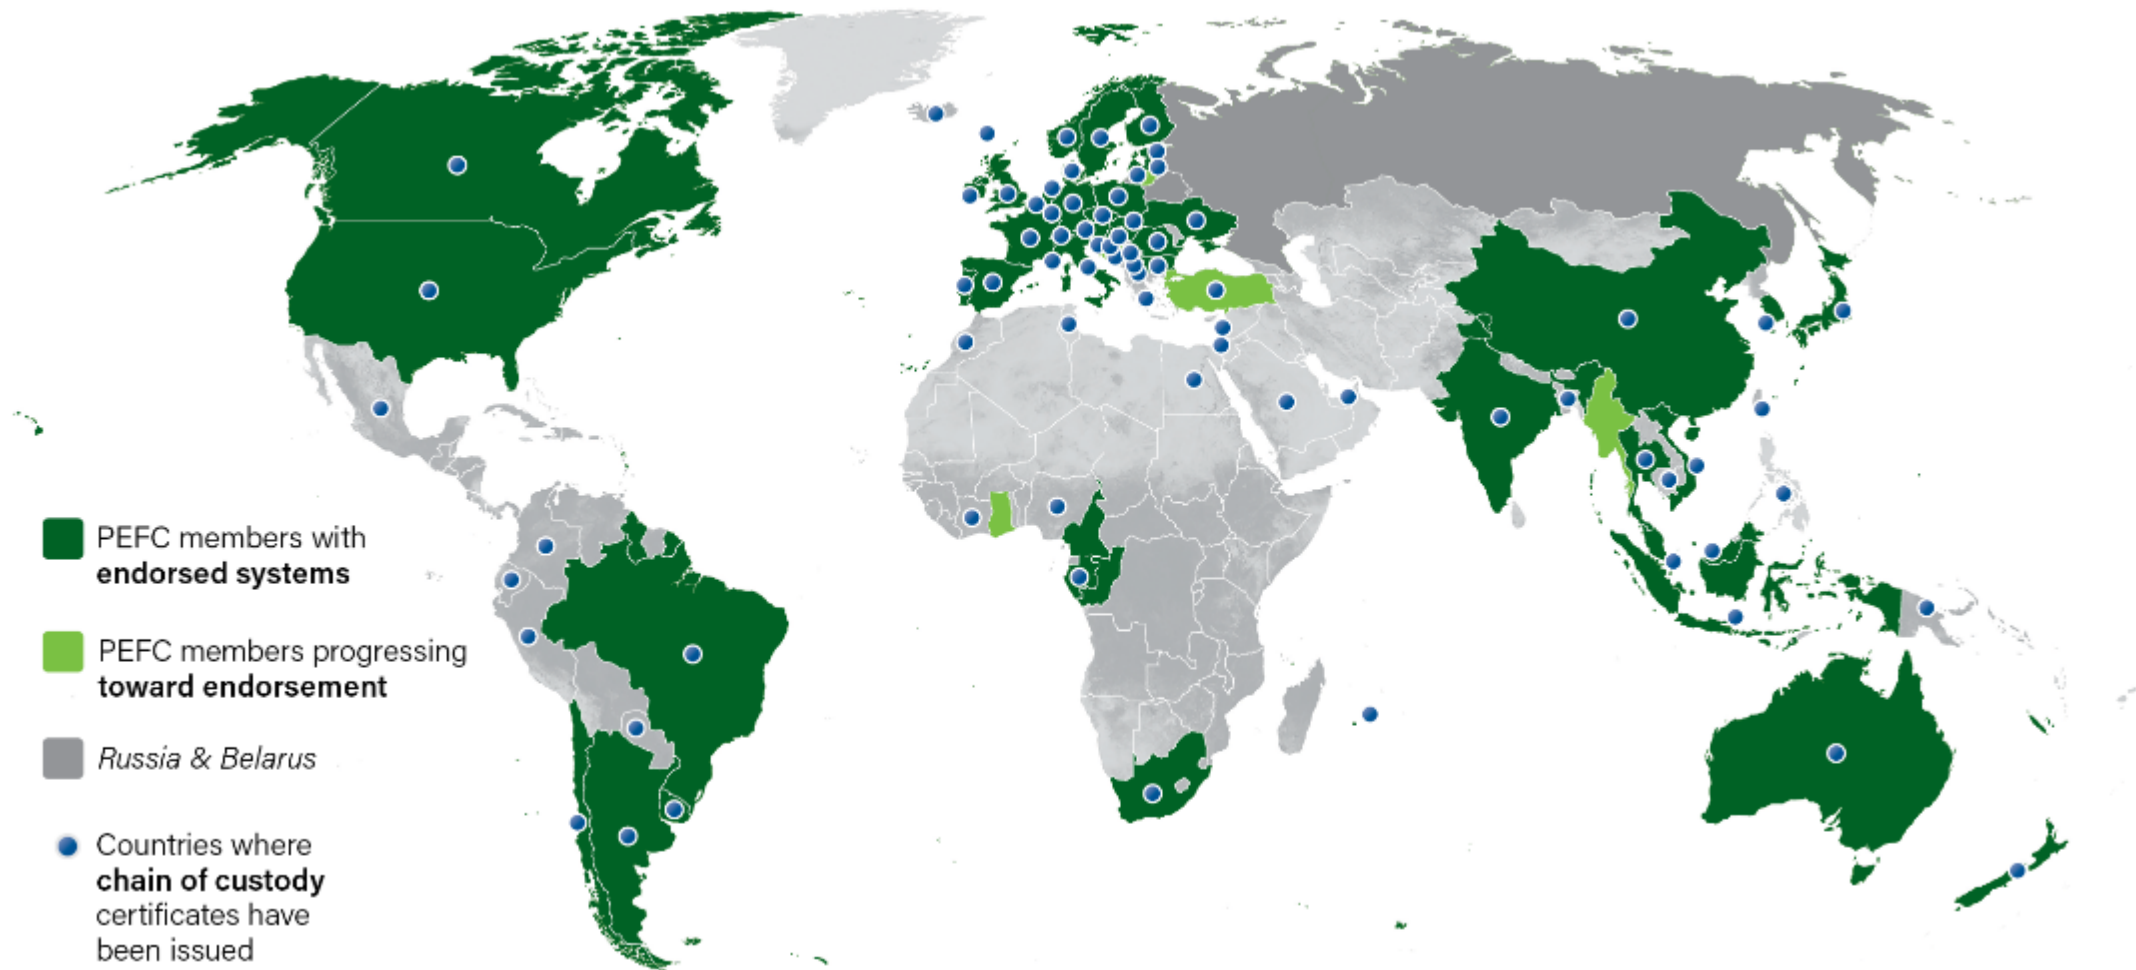 PEFC members with
endorsed systems
PEFC members progressing
toward endorsement
Russia & Belarus
Countries where
chain of custody
certificates have
been issued